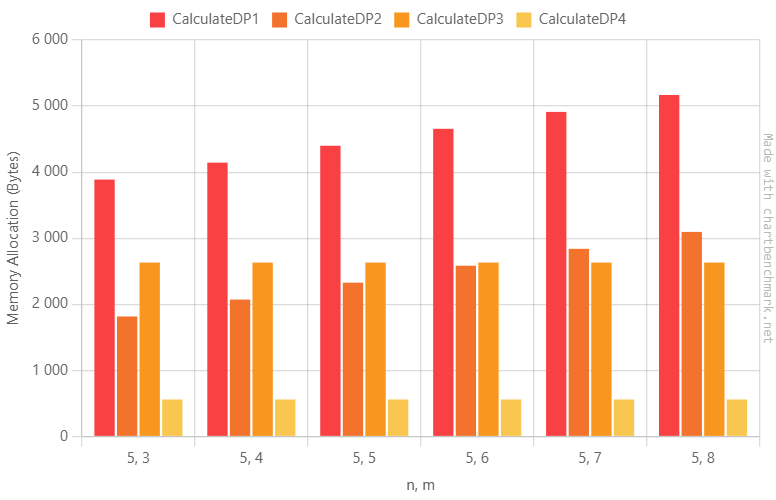 CalculateDP1 CalculateDP2 CalculateDP3 CalculateDP4
Memory Allocation (Bytes)
6 000
5 000
4 000
3 000
2 000
1 000
0
5, 3 5, 4 5, 5 5, 6 5, 7 5, 8
n, m
Made with chartbenchmark.net